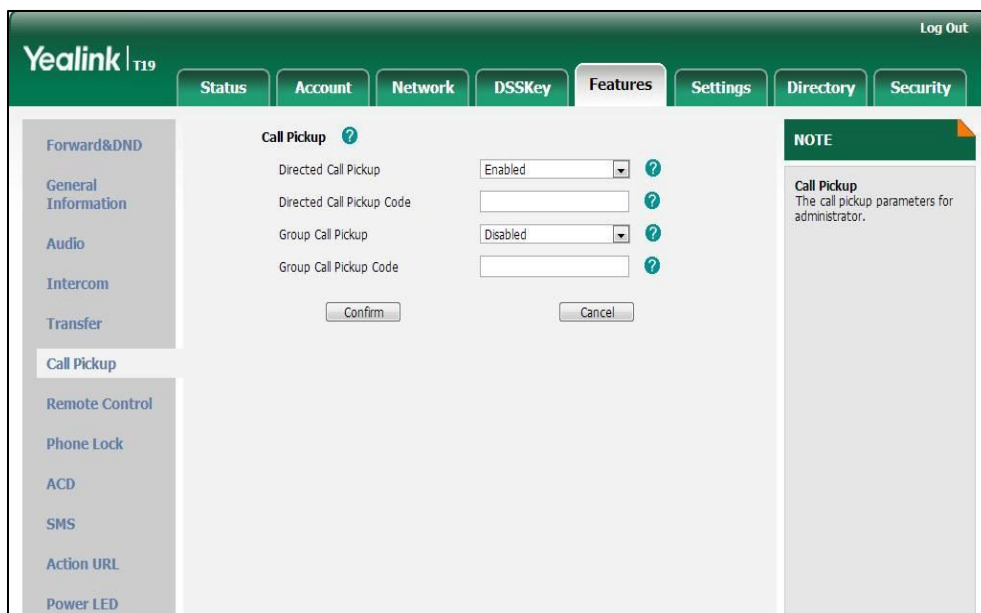 Log Out
Yealink | T19
Status Account Network DSSKey Features Settings Directory Security
Forward&DND
General
Information
Audio
Intercom
Transfer
Call Pickup
Remote Control
Phone Lock
ACD
SMS
Action URL
Power LED
Call Pickup ?
Directed Call Pickup Enabled ?
Directed Call Pickup Code ?
Group Call Pickup Disabled ?
Group Call Pickup Code ?
Confirm Cancel
NOTE
Call Pickup
The call pickup parameters for
administrator.